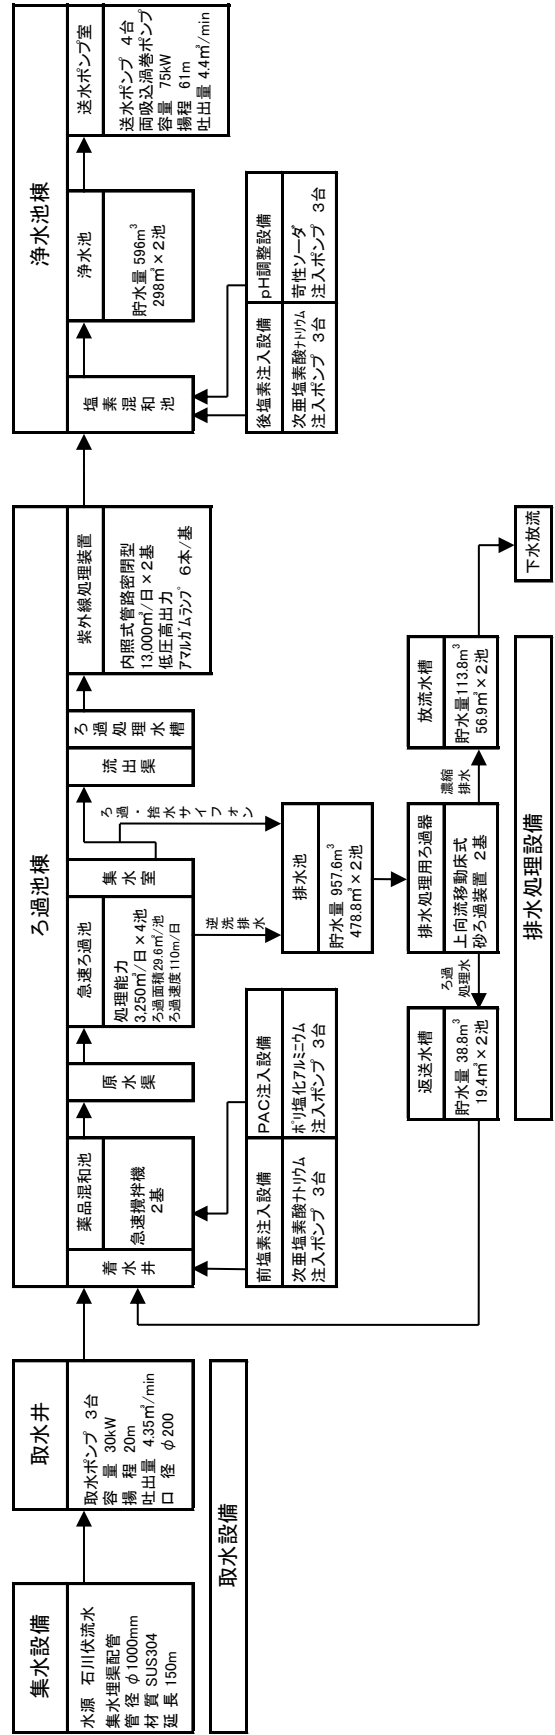 集水設備
水源 石川伏流水
集水埋渠配管
管 径 φ1000mm
材 質 SUS304
延 長 150m
取水井
取水ポンプ 3台
容 量 30kW
揚 程 20m
吐出量 4.35㎥/min
口 径 φ200
取水設備
ろ過池棟
着水井
薬品混和池
急速攪拌機
2基
原水渠
急速ろ過池
処理能力
3,250㎥/日×4池
ろ過面積29.6㎡/池
ろ過速度110m/日
集水室
流出渠
ろ過処理水槽
紫外線処理装置
内照式管路密閉型
13,000㎥/日×2基
低圧高出力
アマルガムランプ 6本/基
前塩素注入設備
次亜塩素酸ナトリウム
注入ポンプ 3台
PAC注入設備
ポリ塩化アルミニウム
注入ポンプ 3台
逆洗排水
ろ過・捨水サイフォン
排水池
貯水量 957.6m³
478.8㎥×2池
返送水槽
貯水量 38.8m³
19.4㎥×2池
ろ過
処理水
排水処理用ろ過器
上向流移動床式
砂ろ過装置 2基
濃縮
排水
放流水槽
貯水量113.8m³
56.9㎥×2池
下水放流
排水処理設備
浄水池棟
塩素混和池
浄水池
貯水量 596m³
298㎥×2池
送水ポンプ室
送水ポンプ 4台
両吸込渦巻ポンプ
容量 75kW
揚程 61m
吐出量 4.4㎥/min
後塩素注入設備
次亜塩素酸ナトリウム
注入ポンプ 3台
pH調整設備
苛性ソーダ
注入ポンプ 3台